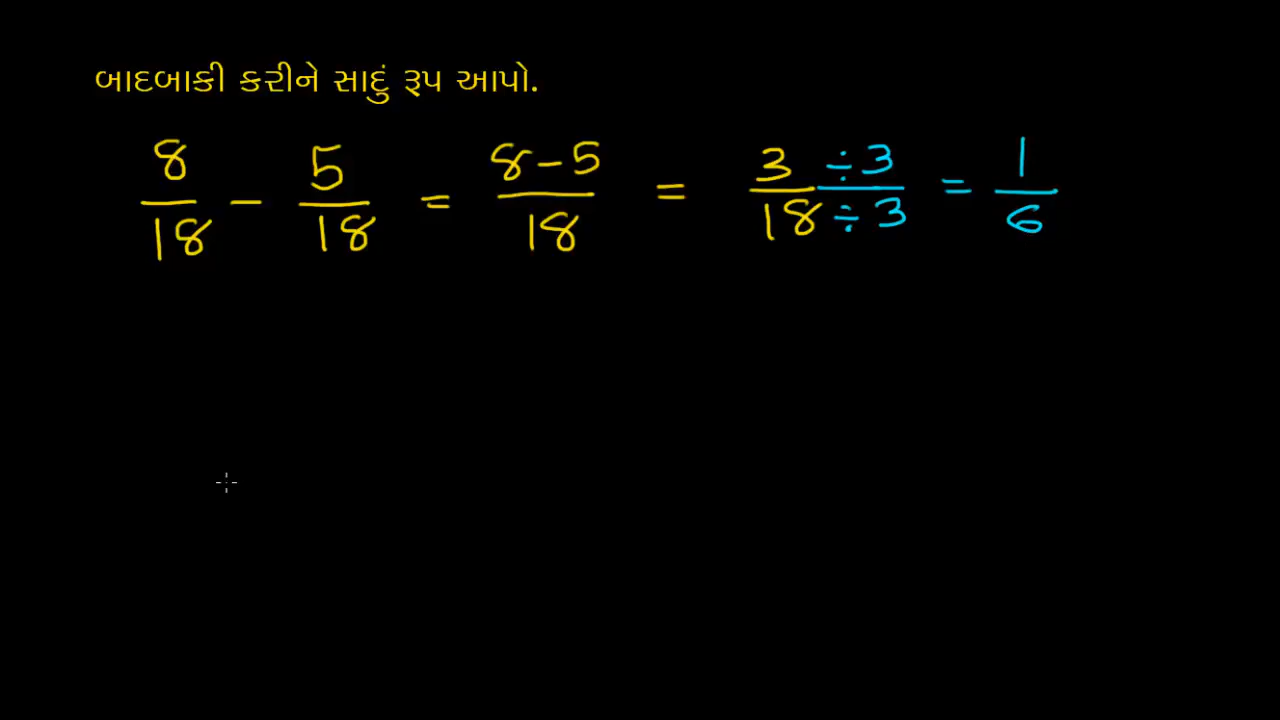 બાદબાકી કરીને સાદું રૂપ આપો.
8/18 - 5/18 = 8-5/18 = 3÷3/18÷3 = 1/6